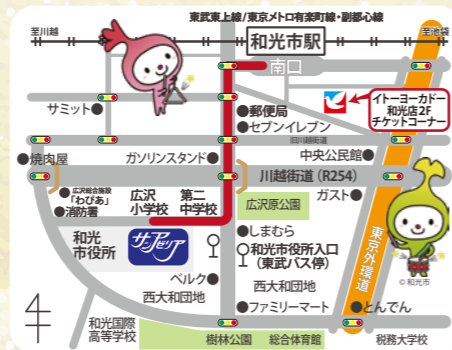 東武東上線/東京メトロ有楽町線・副都心線
至川越
和光市駅
至池袋
南口
サミット
郵便局
セブンイレブン
イトーヨーカドー
和光店2F
チケットコーナー
旧川越街道
焼肉屋
ガソリンスタンド
中央公民館
川越街道(R254)
広沢総合施設
「わぴあ」
消防署
広沢
小学校
第二
中学校
広沢原公園
ガスト
和光
市役所
サンアゼリア
しまむら
和光市役所入口
(東武バス停)
東京外環道
©和光市
ベルク
西大和団地
西大和団地
ファミリーマート
とんでん
和光国際
高等学校
樹林公園
総合体育館
税務大学校